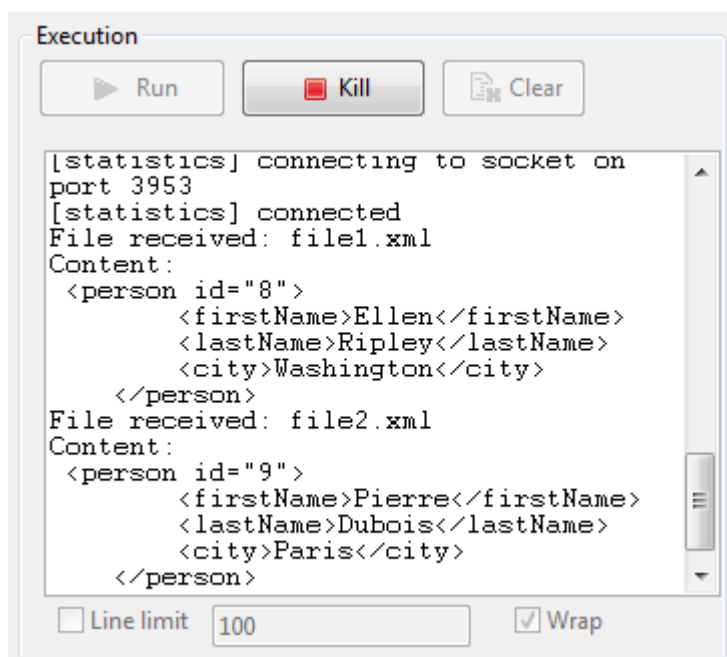 Execution
Run Kill Clear
[statistics] connecting to socket on
port 3953
[statistics] connected
File received: file1.xml
Content:
<person id="8">
<firstName>Ellen</firstName>
<lastName>Ripley</lastName>
<city>Washington</city>
</person>
File received: file2.xml
Content:
<person id="9">
<firstName>Pierre</firstName>
<lastName>Dubois</lastName>
<city>Paris</city>
</person>
Line limit 100 Wrap